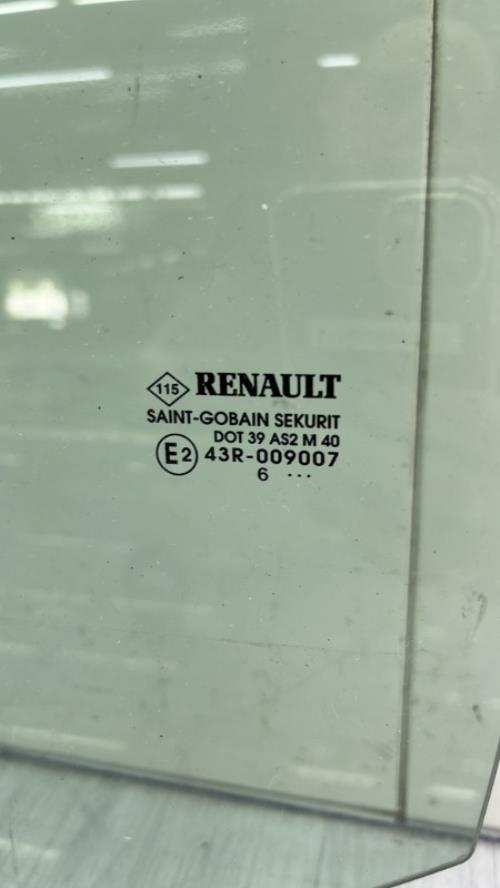 115 RENAULT
SAINT-GOBAIN SEKURIT
DOT 39 AS2 M 40
E2 43R-009007
6 ...